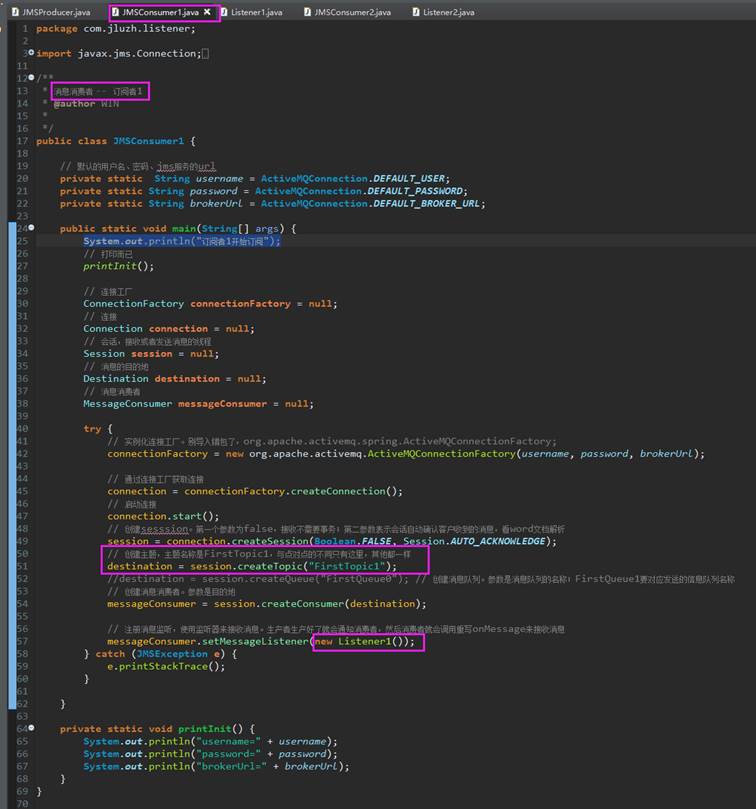 JMSProducer.java JMSConsumer1.java Listener1.java JMSConsumer2.java Listener2.java
1 package com.jluzh.listener;
2
3 import javax.jms.Connection;
11
12 /**
13 * 消息消费者 -- 订阅者1
14 * @author WIN
15 *
16 */
17 public class JMSConsumer1 {
18
19 // 默认的用户名、密码、jms服务的url
20 private static String username = ActiveMQConnection.DEFAULT_USER;
21 private static String password = ActiveMQConnection.DEFAULT_PASSWORD;
22 private static String brokerUrl = ActiveMQConnection.DEFAULT_BROKER_URL;
23
24 public static void main(String[] args) {
25 System.out.println("订阅者1开始订阅");
26 // 打印而已
27 printInit();
28
29 // 连接工厂
30 ConnectionFactory connectionFactory = null;
31 // 连接
32 Connection connection = null;
33 // 会话，接收或者发送消息的线程
34 Session session = null;
35 // 消息的目的地
36 Destination destination = null;
37 // 消息消费者
38 MessageConsumer messageConsumer = null;
39
40 try {
41 // 实例化连接工厂。别导入错包了，org.apache.activemq.spring.ActiveMQConnectionFactory;
42 connectionFactory = new org.apache.activemq.ActiveMQConnectionFactory(username, password, brokerUrl);
43
44 // 通过连接工厂获取连接
45 connection = connectionFactory.createConnection();
46 // 启动连接
47 connection.start();
48 // 创建sesssion。第一个参数为false，接收不需要事务；第二参数表示会话自动确认客户收到的消息，看word文档解析
49 session = connection.createSession(Boolean.FALSE, Session.AUTO_ACKNOWLEDGE);
50 // 创建主题，主题名称是FirstTopic1，与点对点的不同只有这里，其他都一样
51 destination = session.createTopic("FirstTopic1");
52 //destination = session.createQueue("FirstQueue0"); // 创建消息队列。参数是消息队列的名称；FirstQueue1要对应发送的信息队列名称
53 // 创建消息消费者。参数是目的地
54 messageConsumer = session.createConsumer(destination);
55
56 // 注册消息监听，使用监听器来接收消息。生产者生产好了就会通知消费者，然后消费者就会调用重写onMessage来接收消息
57 messageConsumer.setMessageListener(new Listener1());
58 } catch (JMSException e) {
59 e.printStackTrace();
60 }
61
62 }
63
64 private static void printInit() {
65 System.out.println("username=" + username);
66 System.out.println("password=" + password);
67 System.out.println("brokerUrl=" + brokerUrl);
68 }
69 }
70